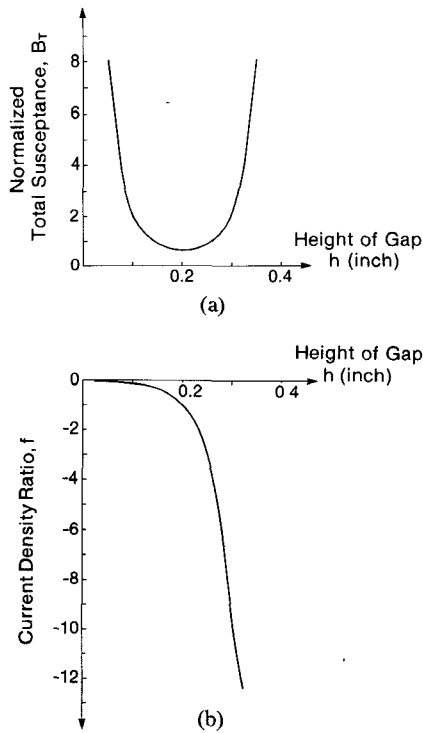 Normalized
Total Susceptance, BT
8
6
4
2
0
0.2
0.4
Height of Gap
h (inch)
(a)
Height of Gap
h (inch)
0
0.2
0 4
-2
-4
-6
-8
-10
-12
Current Density Ratio, f
(b)